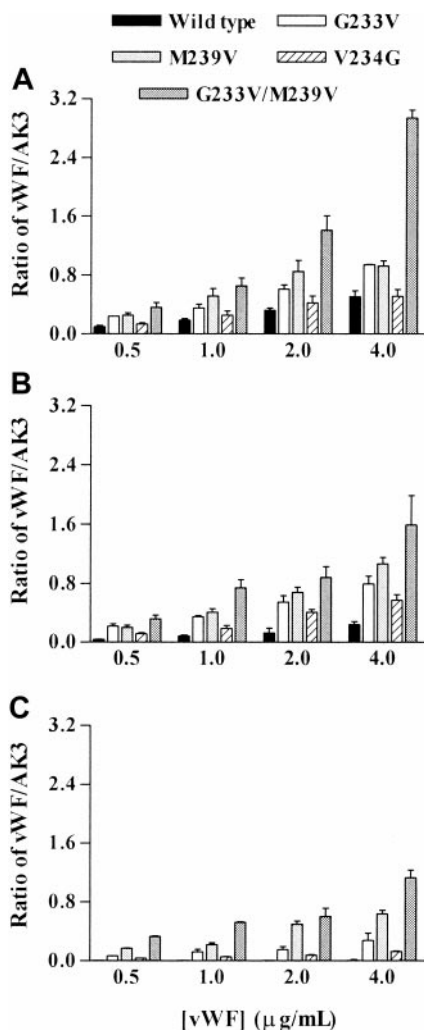 Wild type G233V
M239V V234G
G233V/M239V
A
Ratio of vWF/AK3
3.2
2.4
1.6
0.8
0.0
0.5 1.0 2.0 4.0
B
Ratio of vWF/AK3
3.2
2.4
1.6
0.8
0.0
0.5 1.0 2.0 4.0
C
Ratio of vWF/AK3
3.2
2.4
1.6
0.8
0.0
0.5 1.0 2.0 4.0
[vWF] (µg/mL)